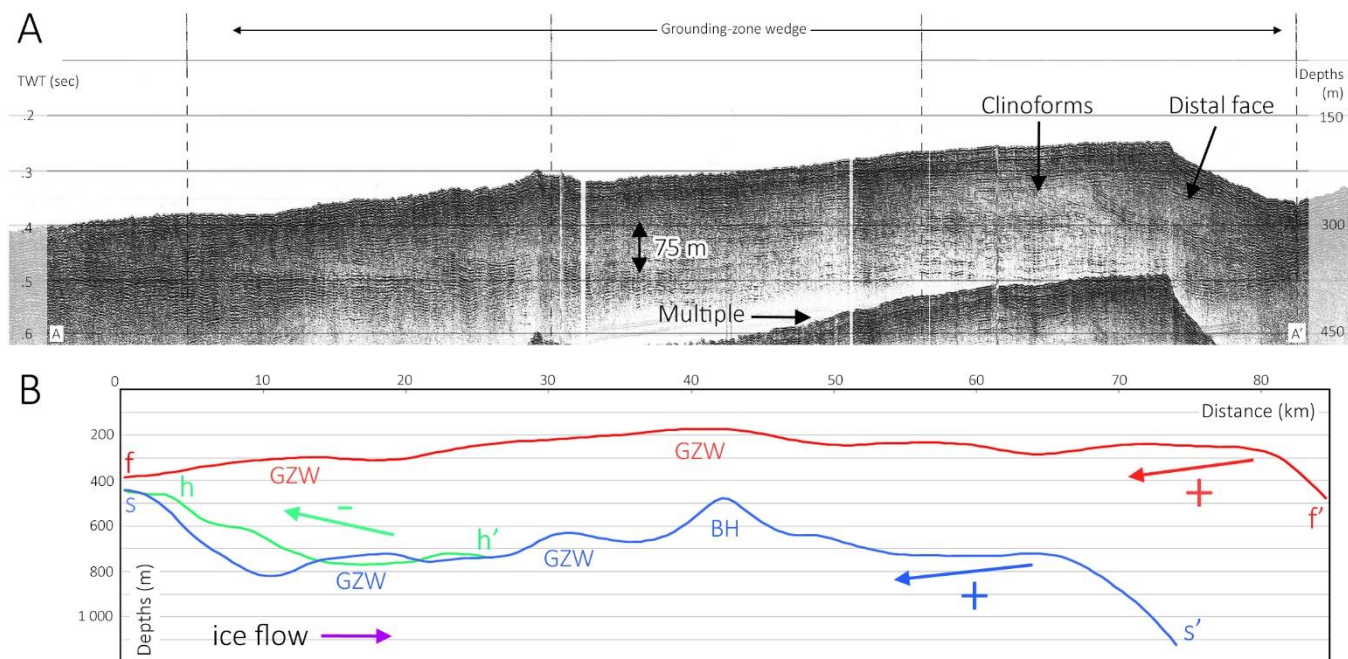 A
Grounding-zone wedge
TWT (sec)
Depths
(m)
Clinoforms
Distal face
.2
150
.3
.4
75 m
300
.5
Multiple
.6
A
A'
450
B
0 10 20 30 40 50 60 70 80
Distance (km)
200
GZW
f
GZW
400
h
+
f'
s
-
600
h'
BH
GZW
GZW
800
+
1 000
Depths (m)
ice flow
s'